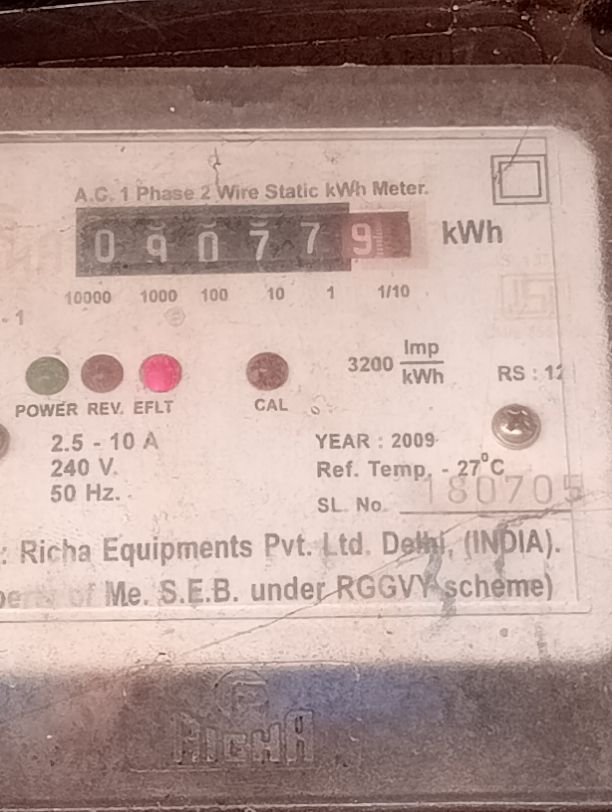 A.C. 1 Phase 2 Wire Static kWh Meter.
0 9 0 7 7 9 kWh
10000 1000 100 10 1 1/10
- 1
3200 Imp/kWh
RS : 12
POWER REV. EFLT CAL
2.5 - 10 A
240 V.
50 Hz.
YEAR : 2009
Ref. Temp. - 27°C
SL. No. 180705
: Richa Equipments Pvt. Ltd. Delhi, (INDIA).
of Me. S.E.B. under RGGVY scheme)
RICHA